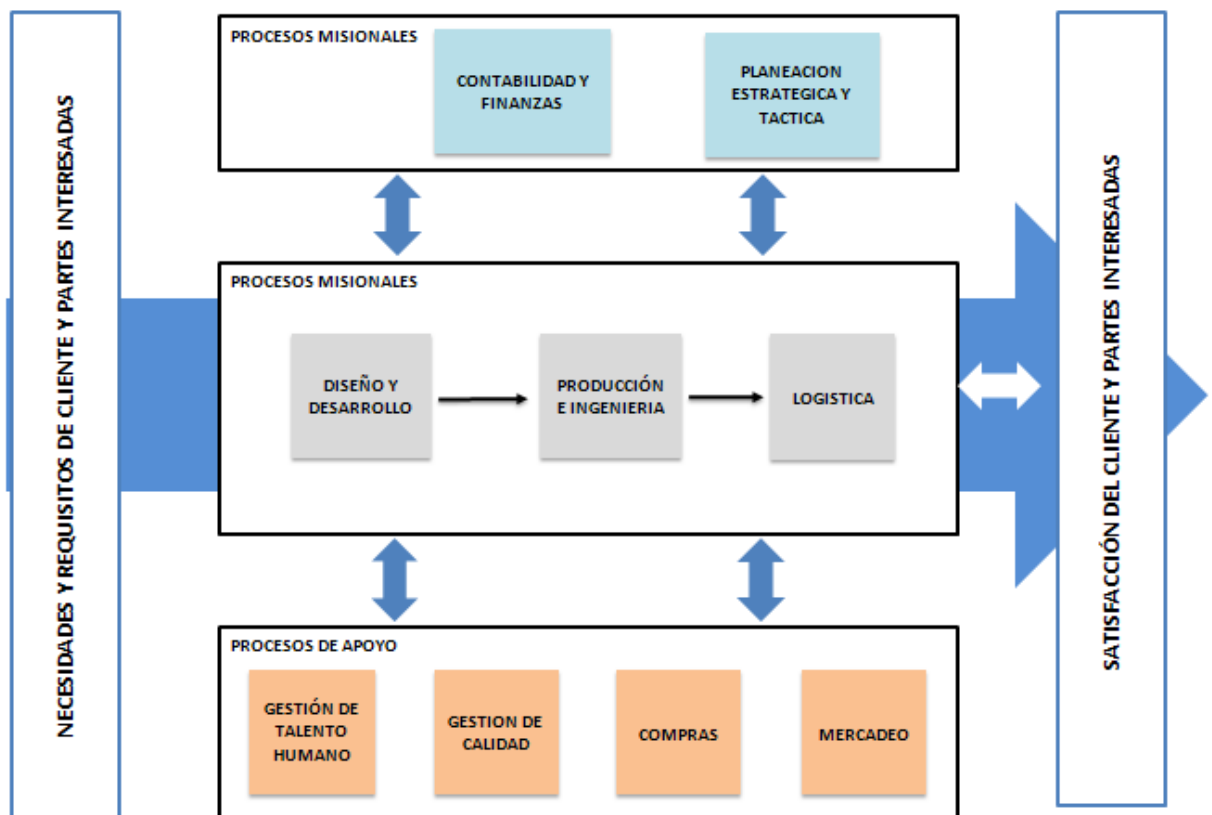 NECESIDADES Y REQUISITOS DE CLIENTE Y PARTES INTERESADAS
PROCESOS MISIONALES
CONTABILIDAD Y
FINANZAS
PLANEACION
ESTRATEGICA Y
TACTICA
PROCESOS MISIONALES
DISEÑO Y
DESARROLLO
PRODUCCIÓN
E INGENIERIA
LOGISTICA
PROCESOS DE APOYO
GESTIÓN DE
TALENTO
HUMANO
GESTION DE
CALIDAD
COMPRAS
MERCADEO
SATISFACCIÓN DEL CLIENTE Y PARTES INTERESADAS